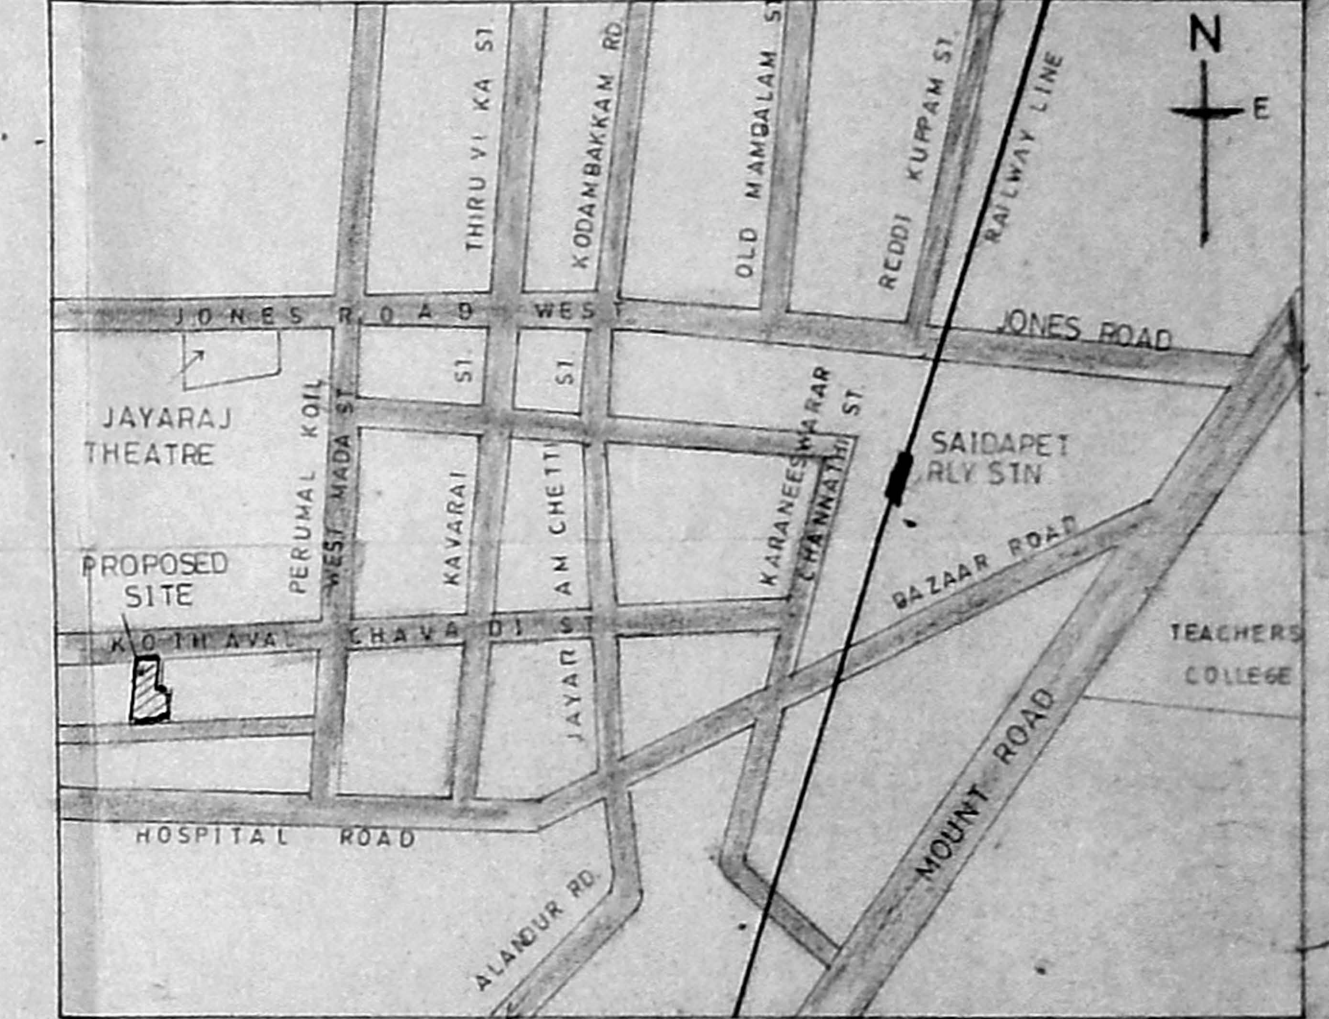 N
E
THIRU VI KA ST.
KODAMBAKKAM RD.
OLD MAMBALAM ST
REDDI KUPPAM ST.
RAILWAY LINE
JONES ROAD WEST
JONES ROAD
JAYARAJ
THEATRE
PERUMAL KOIL
WEST MADA ST.
KAVARAI ST.
JAYARAM CHETTI ST.
KARANEESWARAR
CHANNATHI ST.
SAIDAPET
RLY STN
PROPOSED
SITE
KOTHAVAL CHAVADI ST
BAZAAR ROAD
TEACHERS
COLLEGE
MOUNT ROAD
HOSPITAL ROAD
ALANDUR RD.